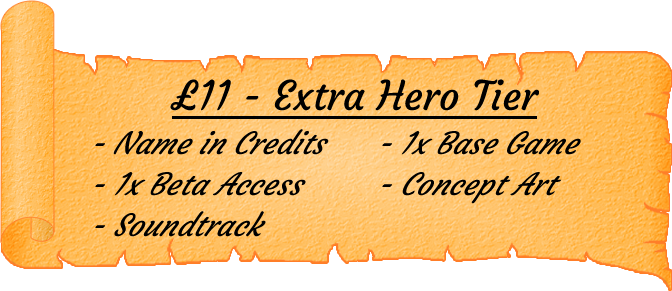 £11 - Extra Hero Tier
- Name in Credits
- 1x Beta Access
- Soundtrack
- 1x Base Game
- Concept Art